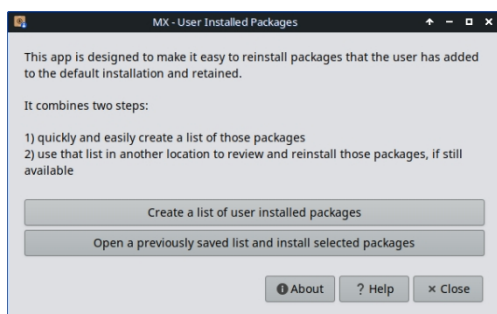 MX - User Installed Packages
This app is designed to make it easy to reinstall packages that the user has added
to the default installation and retained.
It combines two steps:
1) quickly and easily create a list of those packages
2) use that list in another location to review and reinstall those packages, if still
available
Create a list of user installed packages
Open a previously saved list and install selected packages
About ? Help × Close